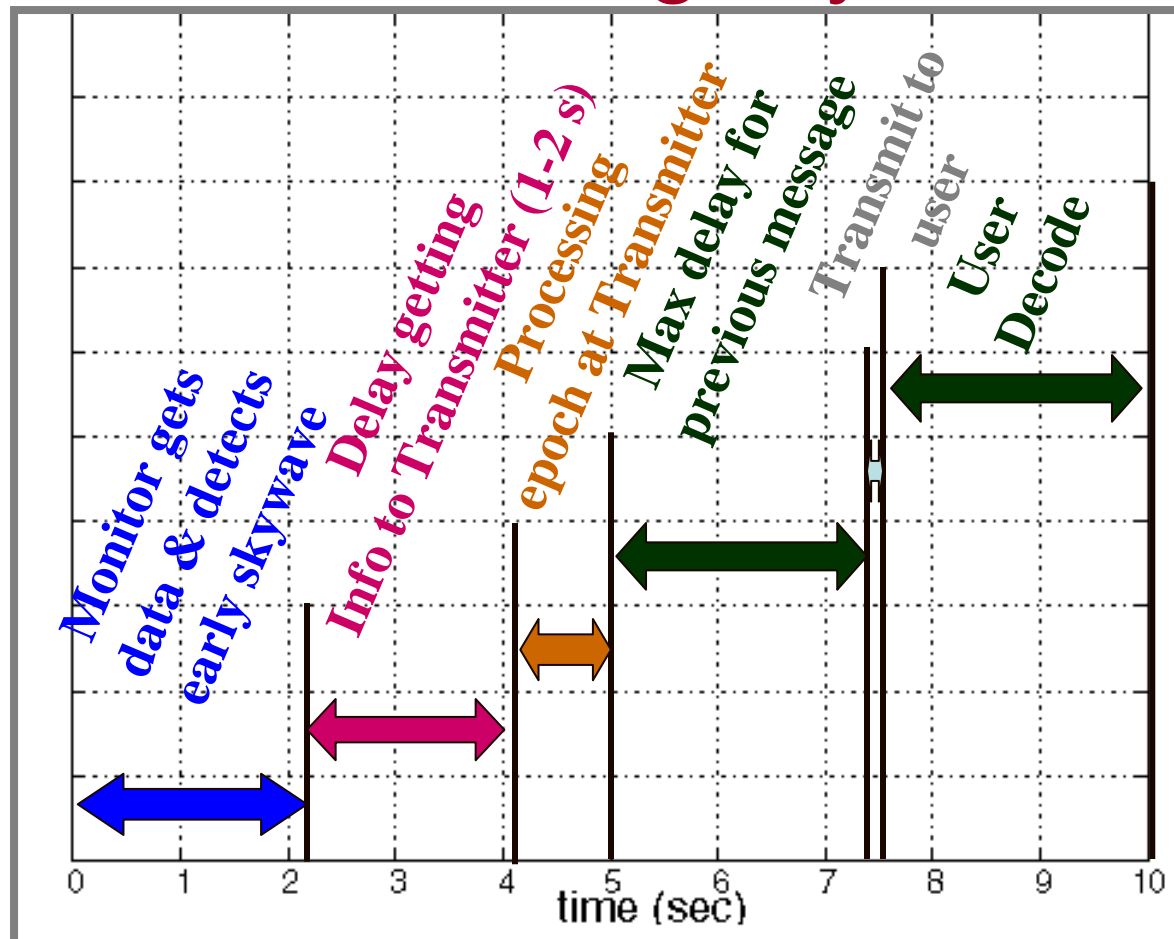 Monitor gets
data & detects
early skywave
Delay getting
Info to Transmitter (1-2 s)
Processing
epoch at Transmitter
Max delay for
previous message
Transmit to
user
User
Decode
0 1 2 3 4 5 6 7 8 9 10
time (sec)